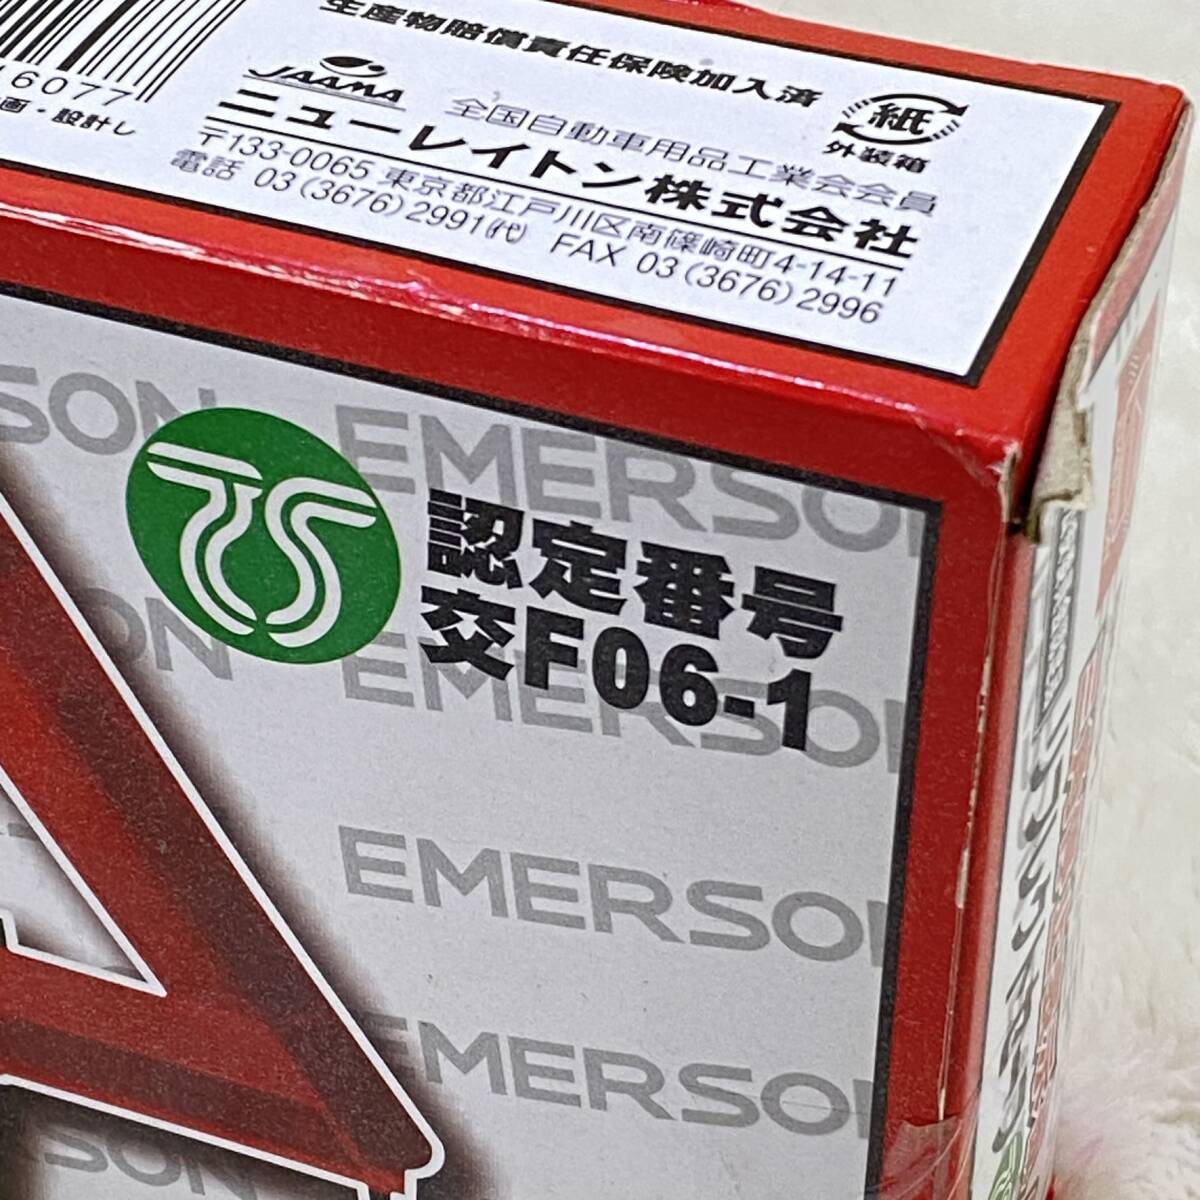 生産物賠償責任保険加入済
6077
画・設計し
JAAMA
全国自動車用品工業会会員
紙
外装箱
ニューレイトン株式会社
〒133-0065 東京都江戸川区南篠崎町4-14-11
電話 03(3676)2991(代) FAX 03(3676)2996
SON EMERSON
認定番号
交F06-1
ON EMERSON
EMERSON
EMERSON
SON